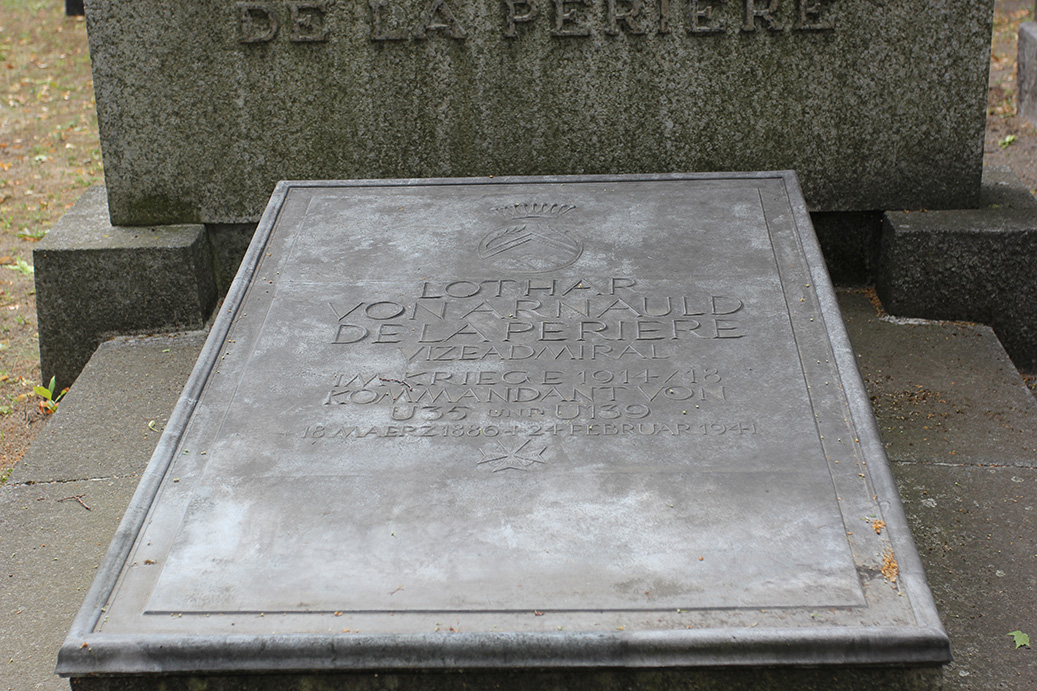 DE LA PERIERE
LOTHAR
VON ARNAULD
DE LA PERIERE
VIZEADMIRAL
IM KRIEGE 1914/18
KOMMANDANT VON
U35 UND U139
18. MAERZ 1886 + 24. FEBRUAR 1941